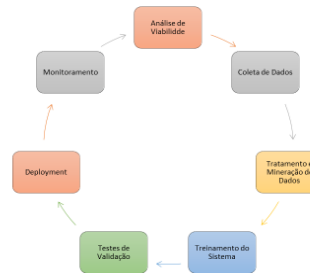 Análise de
Viabilidde
Coleta de Dados
Tratamento e
Mineração de
Dados
Treinamento do
Sistema
Testes de
Validação
Deployment
Monitoramento